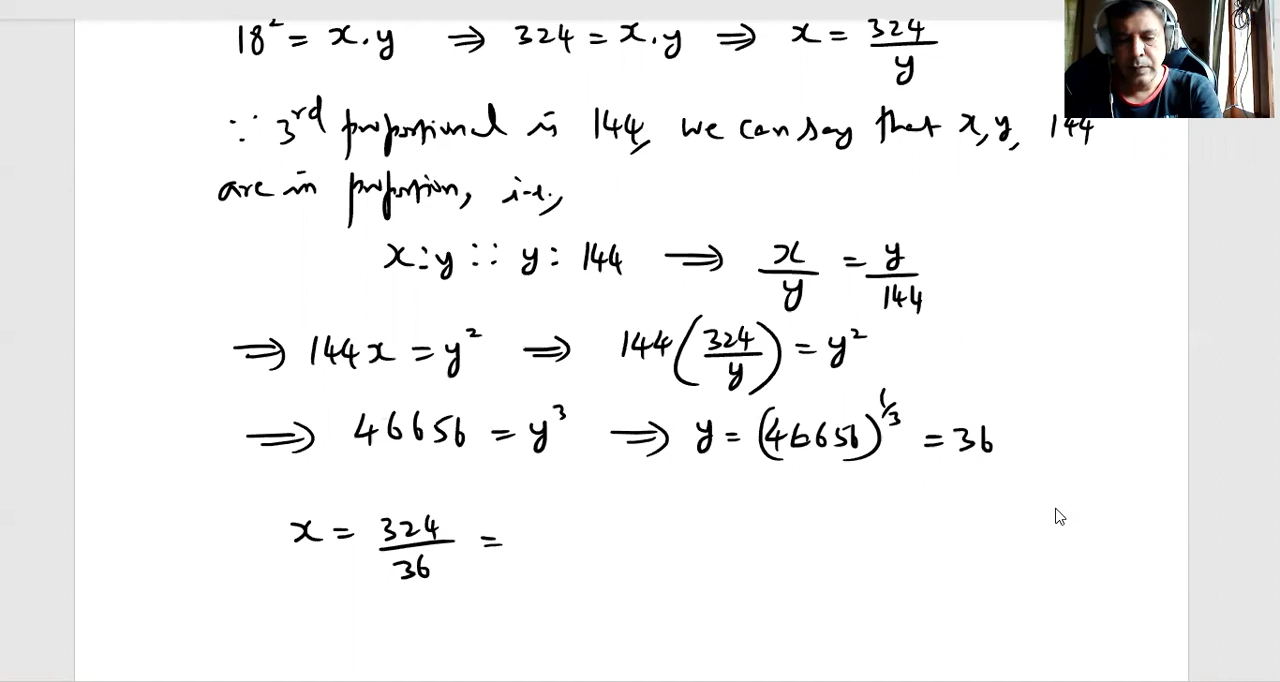 18² = x.y ⇒ 324 = x.y ⇒ x = 324/y
∵ 3rd proportional is 144, we can say that x, y, 144
are in proportion, i.e.,
x : y :: y : 144 ⇒ x/y = y/144
⇒ 144x = y² ⇒ 144(324/y) = y²
⇒ 46656 = y³ ⇒ y = (46656)^1/3 = 36
x = 324/36 =